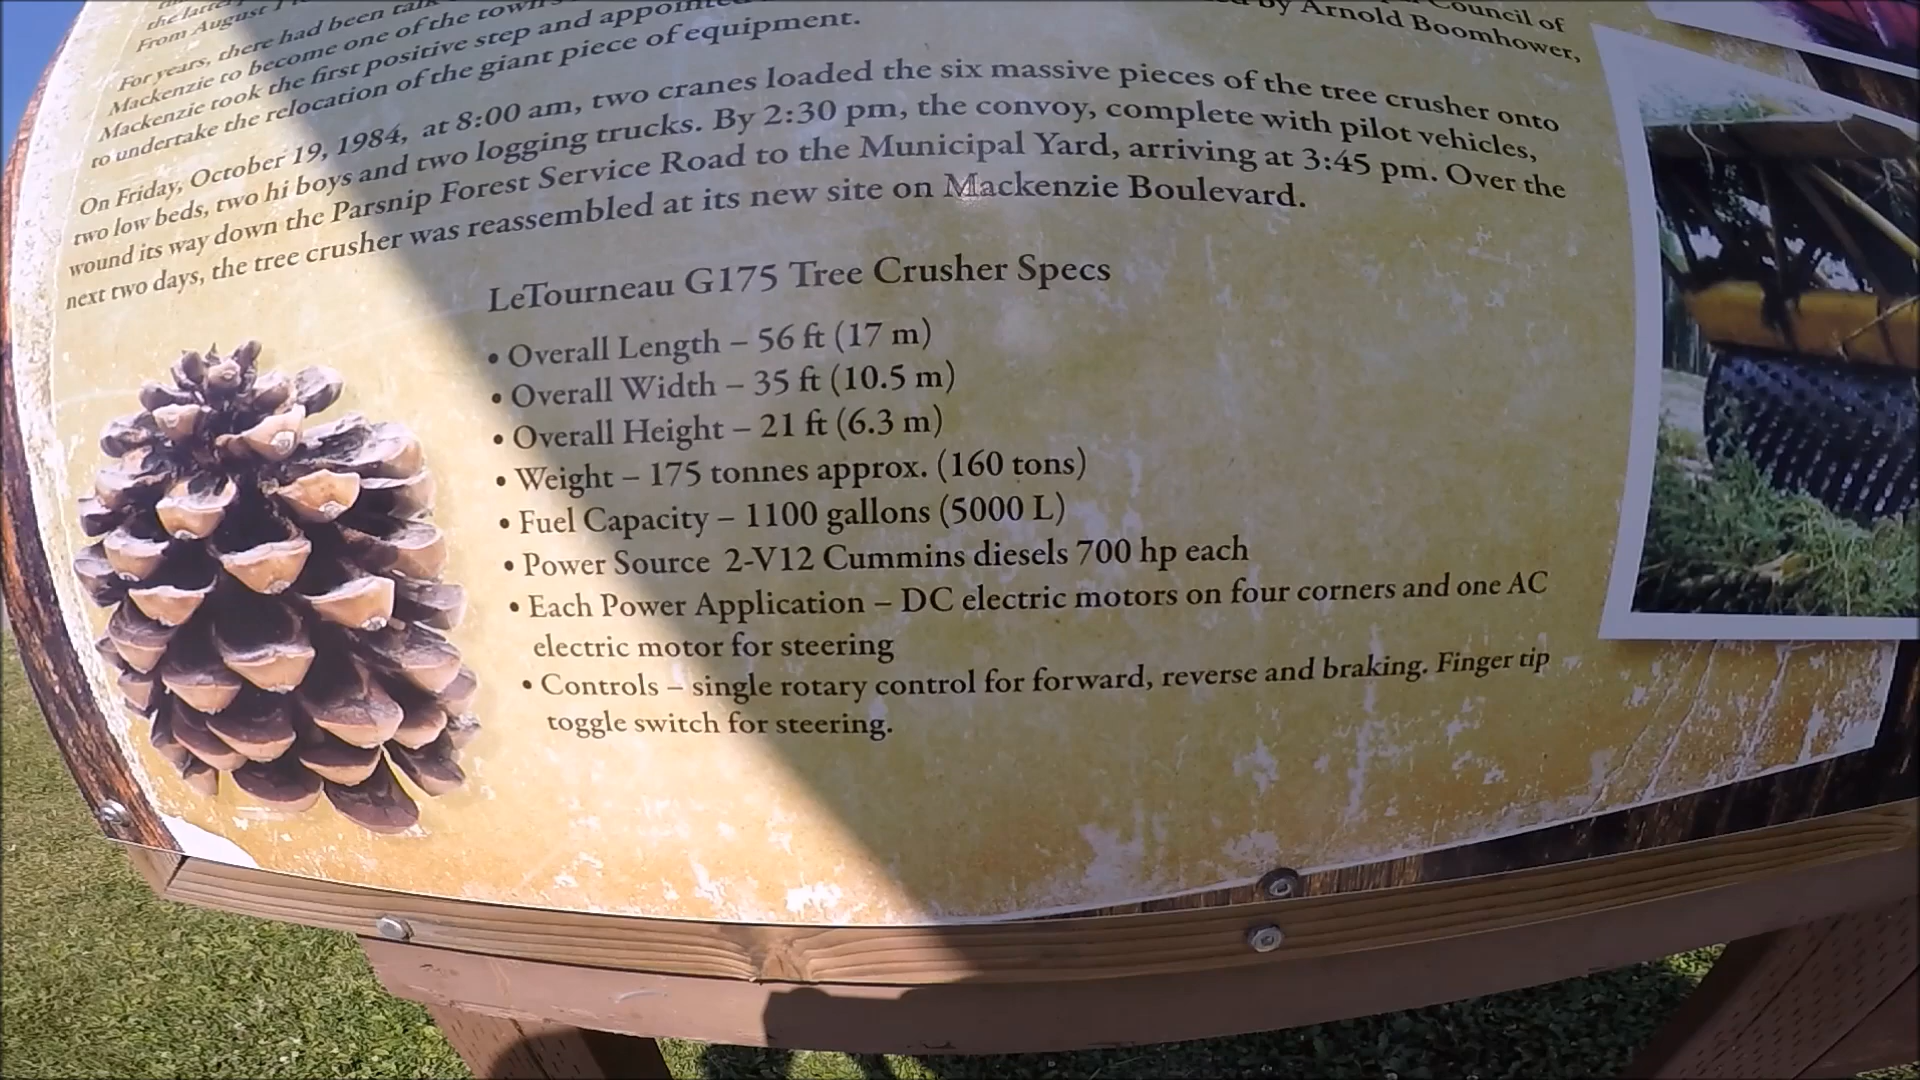 the latter
From August 1
For years, there had been talk
Mackenzie to become one of the town's
Mackenzie took the first positive step and appointed
to undertake the relocation of the giant piece of equipment.
Council of
by Arnold Boomhower,
On Friday, October 19, 1984, at 8:00 am, two cranes loaded the six massive pieces of the tree crusher onto
two low beds, two hi boys and two logging trucks. By 2:30 pm, the convoy, complete with pilot vehicles,
wound its way down the Parsnip Forest Service Road to the Municipal Yard, arriving at 3:45 pm. Over the
next two days, the tree crusher was reassembled at its new site on Mackenzie Boulevard.
LeTourneau G175 Tree Crusher Specs
• Overall Length – 56 ft (17 m)
• Overall Width – 35 ft (10.5 m)
• Overall Height – 21 ft (6.3 m)
• Weight – 175 tonnes approx. (160 tons)
• Fuel Capacity – 1100 gallons (5000 L)
• Power Source 2-V12 Cummins diesels 700 hp each
• Each Power Application – DC electric motors on four corners and one AC
electric motor for steering
• Controls – single rotary control for forward, reverse and braking. Finger tip
toggle switch for steering.